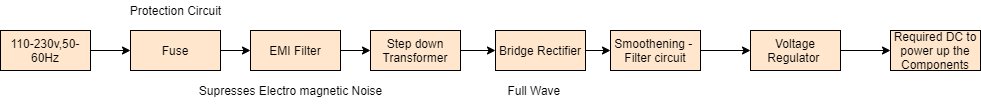 Protection Circuit
110-230v,50-
60Hz
Fuse
EMI Filter
Step down
Transformer
Bridge Rectifier
Smoothening -
Filter circuit
Voltage
Regulator
Required DC to
power up the
Components
Supresses Electro magnetic Noise
Full Wave